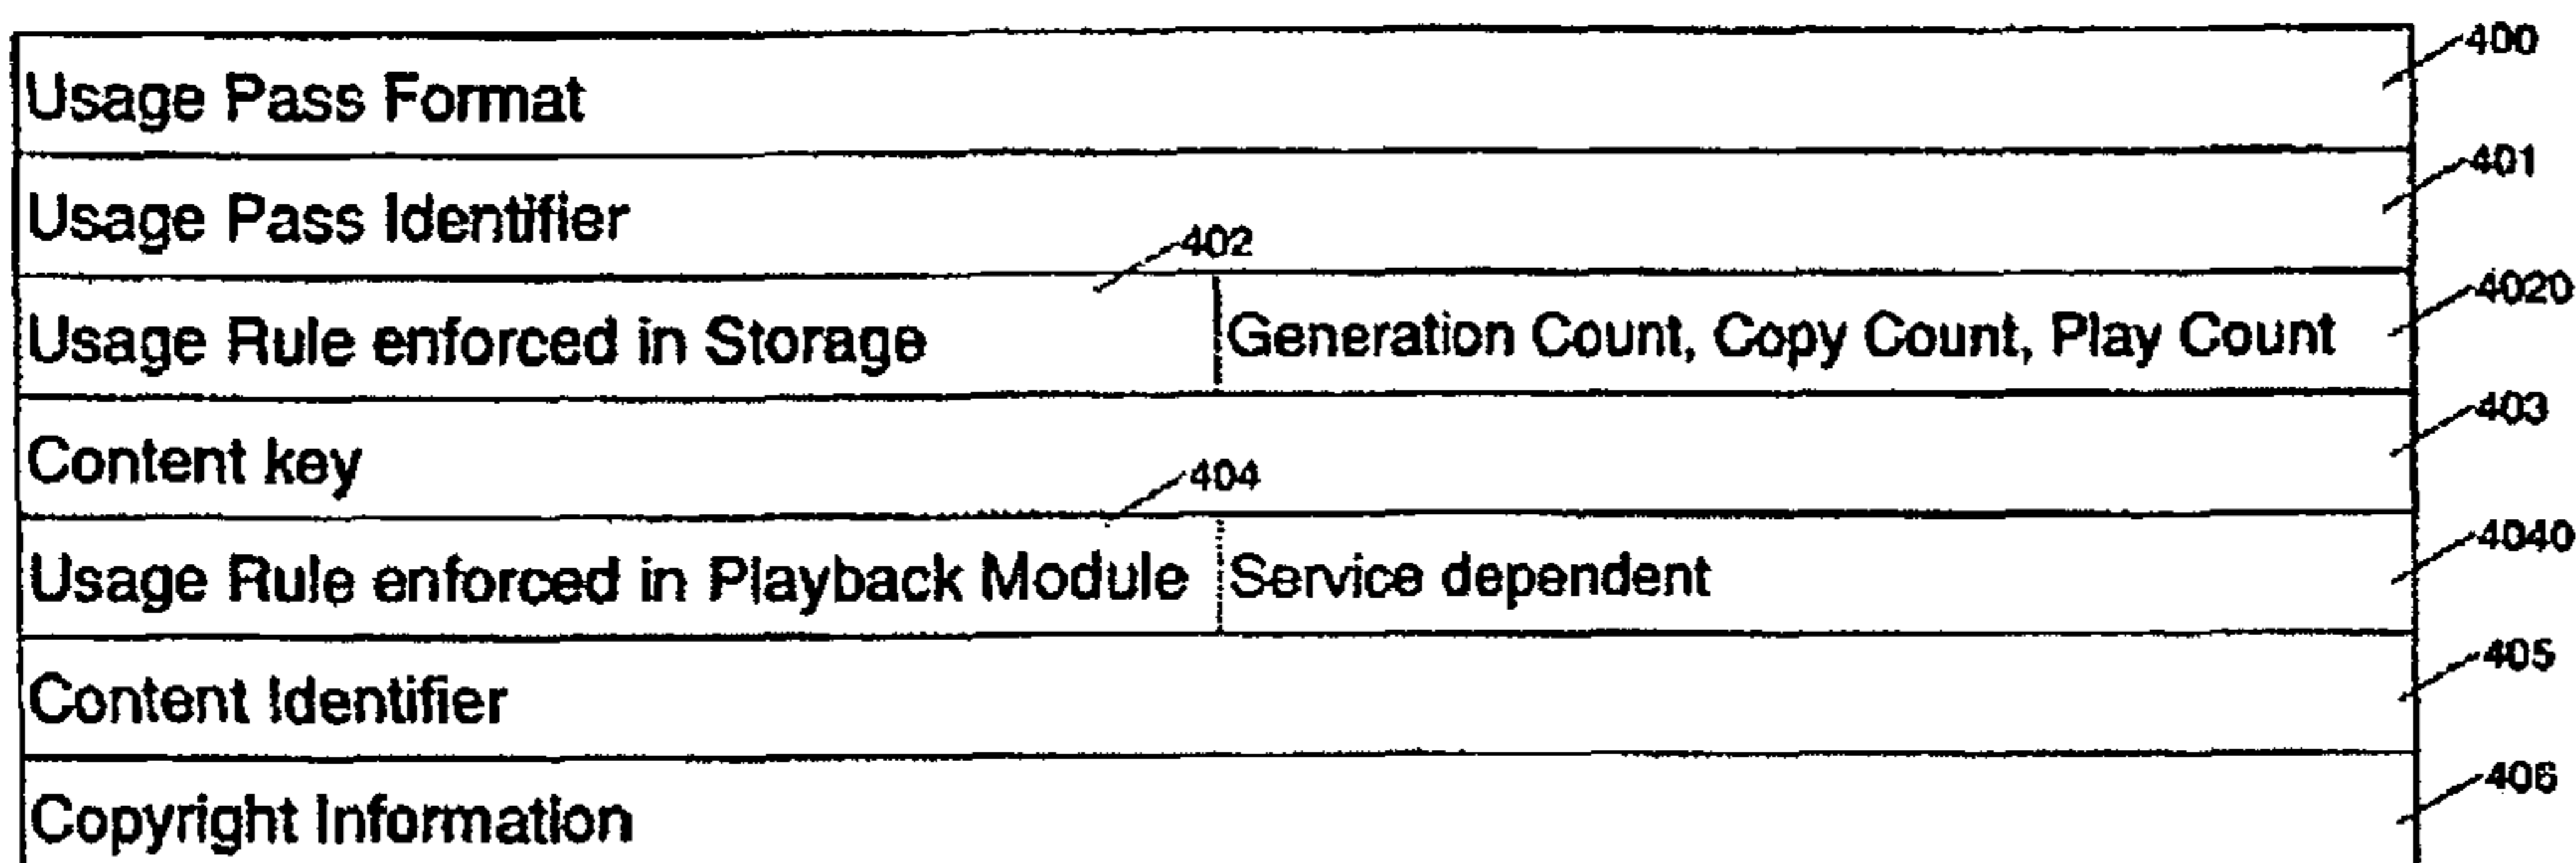 400
Usage Pass Format
401
Usage Pass Identifier
402
Usage Rule enforced in Storage Generation Count, Copy Count, Play Count 4020
403
Content key
404
Usage Rule enforced in Playback Module Service dependent 4040
405
Content Identifier
406
Copyright Information